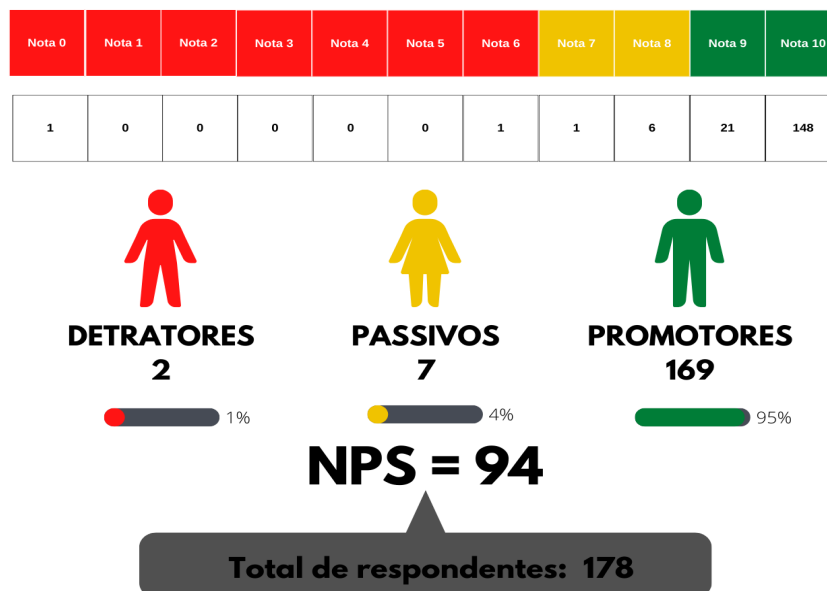 Nota 0 Nota 1 Nota 2 Nota 3 Nota 4 Nota 5 Nota 6 Nota 7 Nota 8 Nota 9 Nota 10
1 0 0 0 0 0 1 1 6 21 148
DETRATORES PASSIVOS PROMOTORES
2 7 169
1% 4% 95%
NPS = 94
Total de respondentes: 178